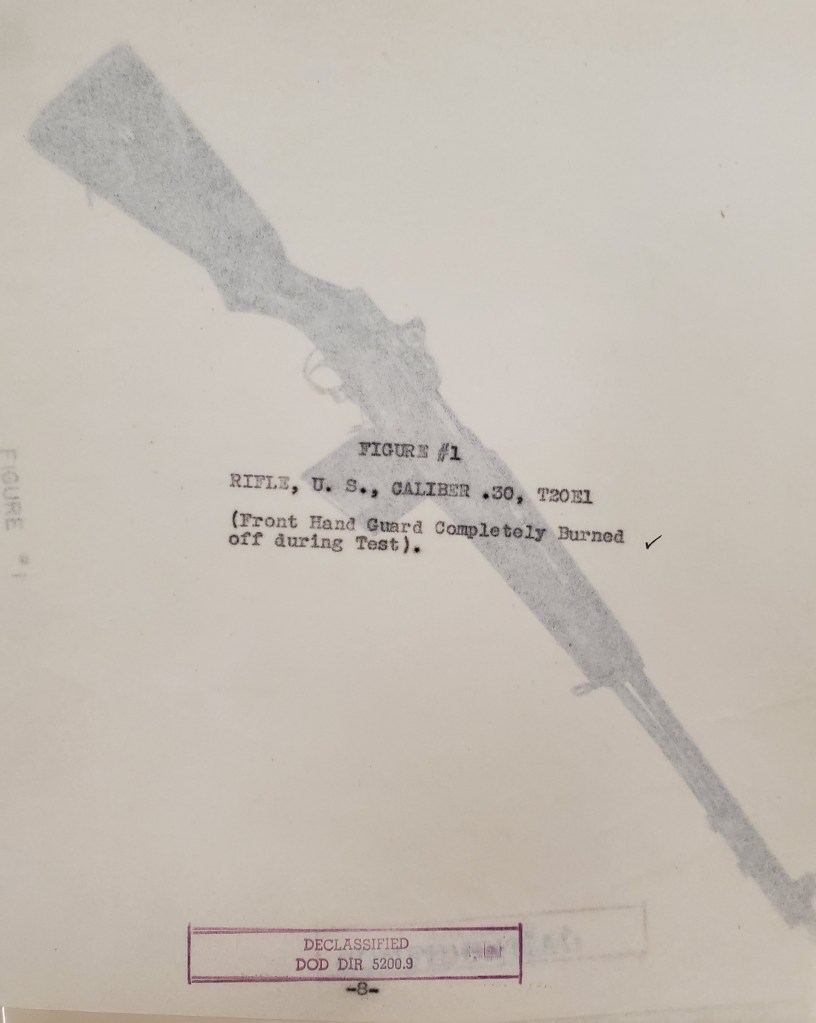 FIGURE #1
RIFLE, U. S., CALIBER .30, T20E1
(Front Hand Guard Completely Burned
off during Test).
FIGURE #1
DECLASSIFIED
DOD DIR 5200.9
-8-